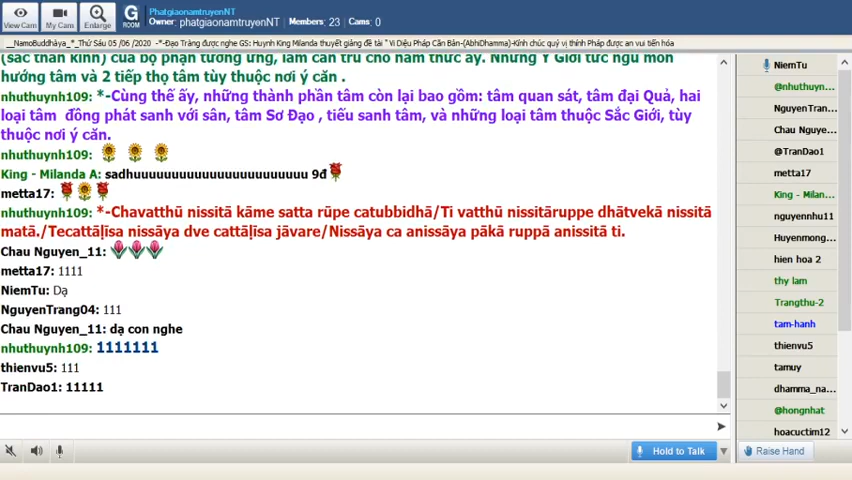 View Cam
My Cam
Enlarge
G
ROOM
PhatgiaonamtruyenNT
Owner: phatgiaonamtruyenNT Members: 23 Cams: 0
__NamoBuddhàya_*_Thứ Sáu 05 /06 /2020 -*-Đạo Tràng được nghe GS: Huynh King Milanda thuyết giảng đề tài " Vi Diệu Pháp Căn Bản-(AbhiDhamma)-Kính chúc quý vị thính Pháp được an vui tiến hóa
(sắc thần kinh) của bộ phận tương ứng, làm căn trú cho năm thức ấy. Nhưng Ý Giới tức ngũ môn
hướng tâm và 2 tiếp thọ tâm tùy thuộc nơi ý căn .
nhuthuynh109: *-Cùng thế ấy, những thành phần tâm còn lại bao gồm: tâm quan sát, tâm đại Quả, hai
loại tâm đồng phát sanh với sân, tâm Sơ Đạo , tiếu sanh tâm, và những loại tâm thuộc Sắc Giới, tùy
thuộc nơi ý căn.
nhuthuynh109:
King - Milanda A: sadhuuuuuuuuuuuuuuuuuuuuuuuu 9đ
metta17:
nhuthuynh109: *-Chavatthū nissitā kāme satta rūpe catubbidhā/Ti vatthū nissitāruppe dhātvekā nissitā
matā./Tecattāḷīsa nissāya dve cattāḷīsa jāvare/Nissāya ca anissāya pākā ruppā anissitā ti.
Chau Nguyen_11:
metta17: 1111
NiemTu: Dạ
NguyenTrang04: 111
Chau Nguyen_11: dạ con nghe
nhuthuynh109: 1111111
thienvu5: 111
TranDao1: 11111
NiemTu
@nhuthuyn...
NguyenTran...
Chau Nguye...
@TranDao1
metta17
King - Milan...
nguyennhu11
Huyenmong...
hien hoa 2
thy lam
Trangthu-2
tam-hanh
thienvu5
tamuy
dhamma_na...
@hongnhat
hoacuctim12
Hold to Talk
Raise Hand